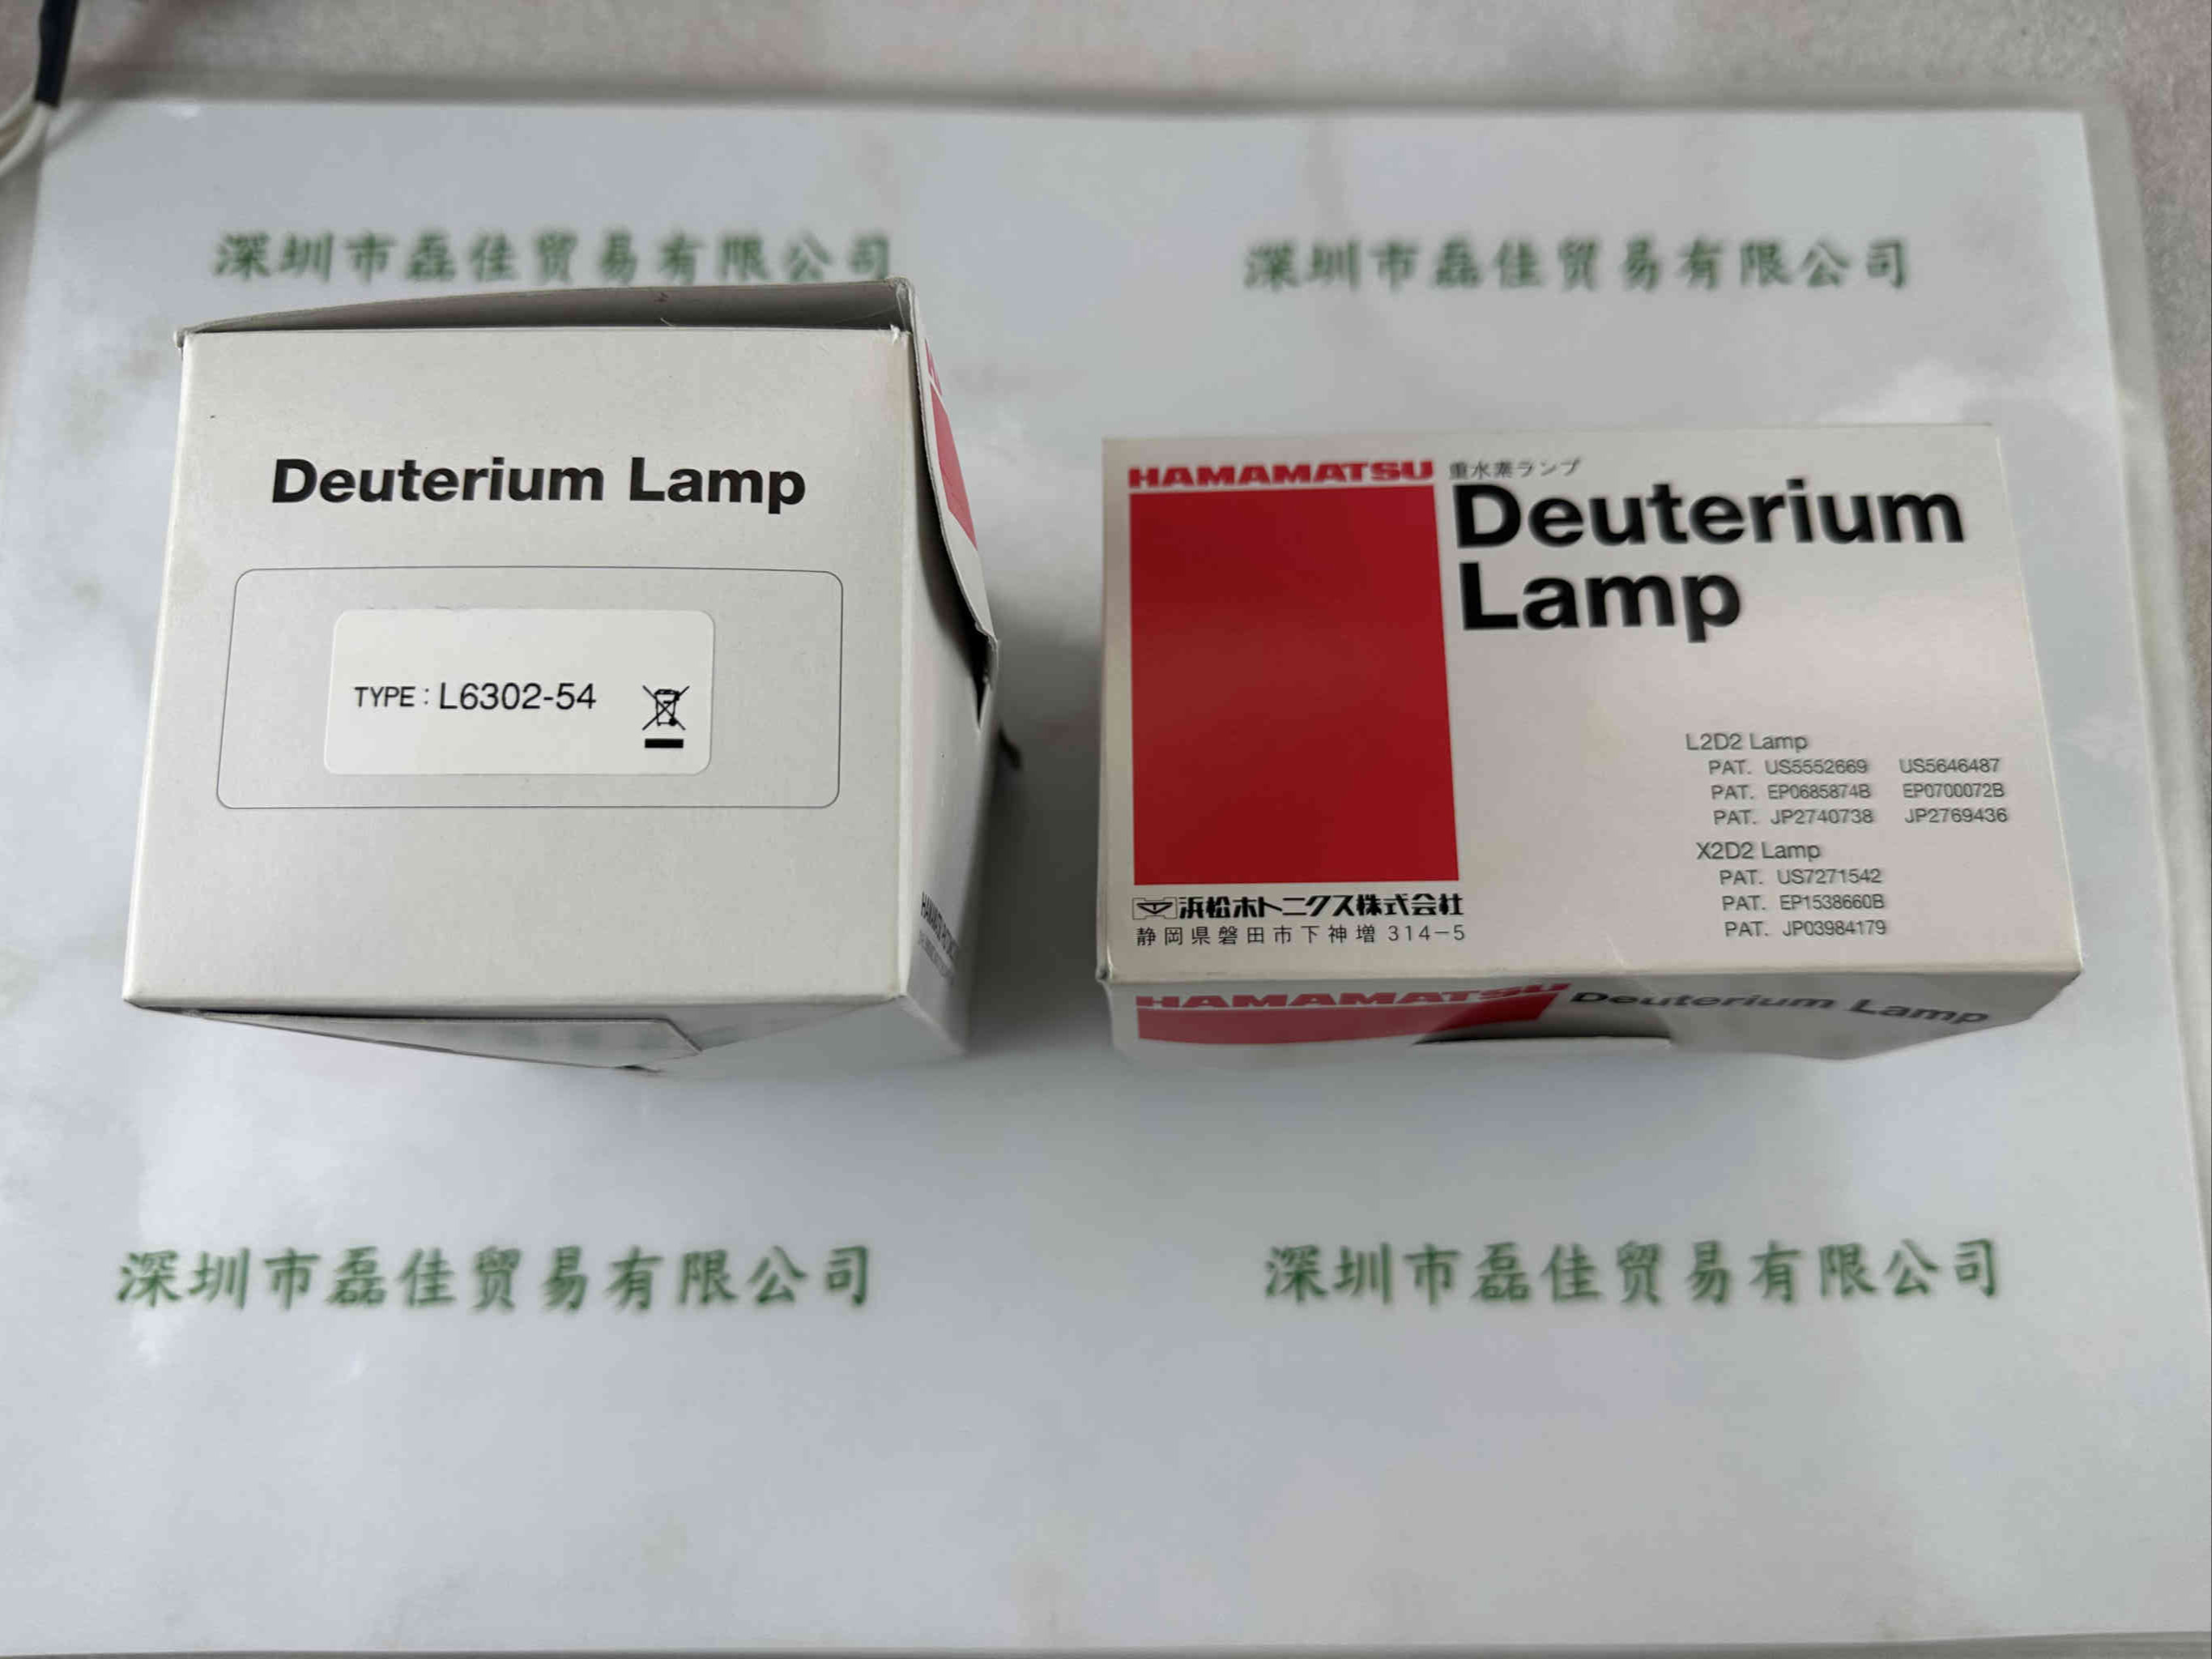 深圳市磊佳贸易有限公司
深圳市磊佳贸易有限公司
Deuterium Lamp
TYPE : L6302-54
HAMAMATSU
重水素ランプ
Deuterium
Lamp
L2D2 Lamp
PAT. US5552669 US5646487
PAT. EP0685874B EP0700072B
PAT. JP2740738 JP2769436
X2D2 Lamp
PAT. US7271542
PAT. EP1538660B
PAT. JP03984179
浜松ホトニクス株式会社
静岡県磐田市下神増 314-5
HAMAMATSU Deuterium Lamp
深圳市磊佳贸易有限公司
深圳市磊佳贸易有限公司